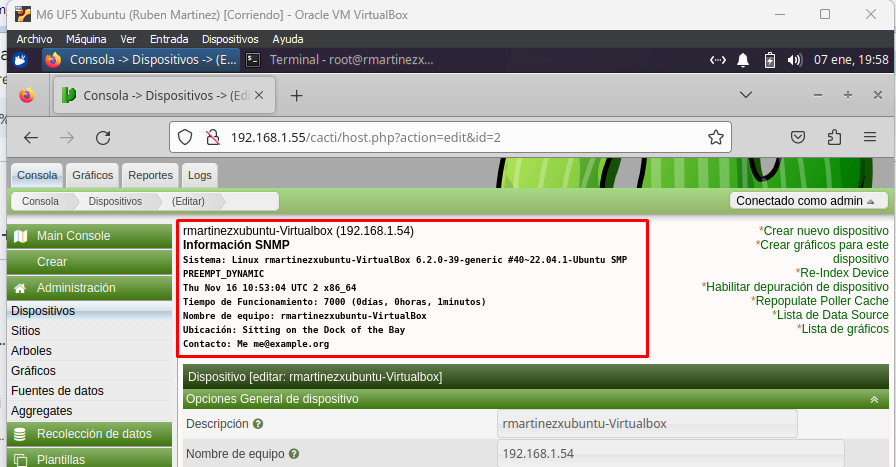 M6 UF5 Xubuntu (Ruben Martinez) [Corriendo] - Oracle VM VirtualBox
Archivo Máquina Ver Entrada Dispositivos Ayuda
Consola -> Dispositivos -> (E... Terminal - root@rmartinezx... 07 ene, 19:58
Consola -> Dispositivos -> (Edi
192.168.1.55/cacti/host.php?action=edit&id=2
Consola Gráficos Reportes Logs
Consola Dispositivos (Editar) Conectado como admin
Main Console
Crear
Administración
Dispositivos
Sitios
Arboles
Gráficos
Fuentes de datos
Aggregates
Recolección de datos
Plantillas
rmartinezxubuntu-Virtualbox (192.168.1.54)
Información SNMP
Sistema: Linux rmartinezxubuntu-VirtualBox 6.2.0-39-generic #40~22.04.1-Ubuntu SMP
PREEMPT_DYNAMIC
Thu Nov 16 10:53:04 UTC 2 x86_64
Tiempo de Funcionamiento: 7000 (0días, 0horas, 1minutos)
Nombre de equipo: rmartinezxubuntu-VirtualBox
Ubicación: Sitting on the Dock of the Bay
Contacto: Me me@example.org
*Crear nuevo dispositivo
*Crear gráficos para este
dispositivo
*Re-Index Device
*Habilitar depuración de dispositivo
*Repopulate Poller Cache
*Lista de Data Source
*Lista de gráficos
Dispositivo [editar: rmartinezxubuntu-Virtualbox]
Opciones General de dispositivo
Descripción rmartinezxubuntu-Virtualbox
Nombre de equipo 192.168.1.54